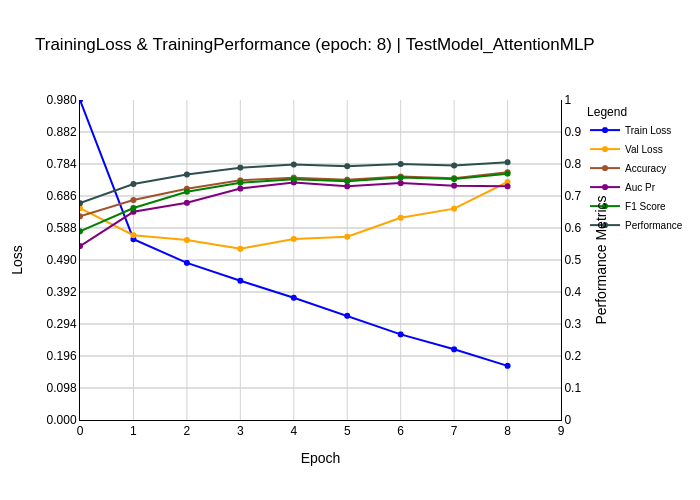 TrainingLoss & TrainingPerformance (epoch: 8) | TestModel_AttentionMLP
Legend
Train Loss
Val Loss
Accuracy
Auc Pr
F1 Score
Performance
Loss
0.980
0.882
0.784
0.686
0.588
0.490
0.392
0.294
0.196
0.098
0.000
1
0.9
0.8
0.7
0.6
0.5
0.4
0.3
0.2
0.1
0
Performance Metrics
0 1 2 3 4 5 6 7 8 9
Epoch